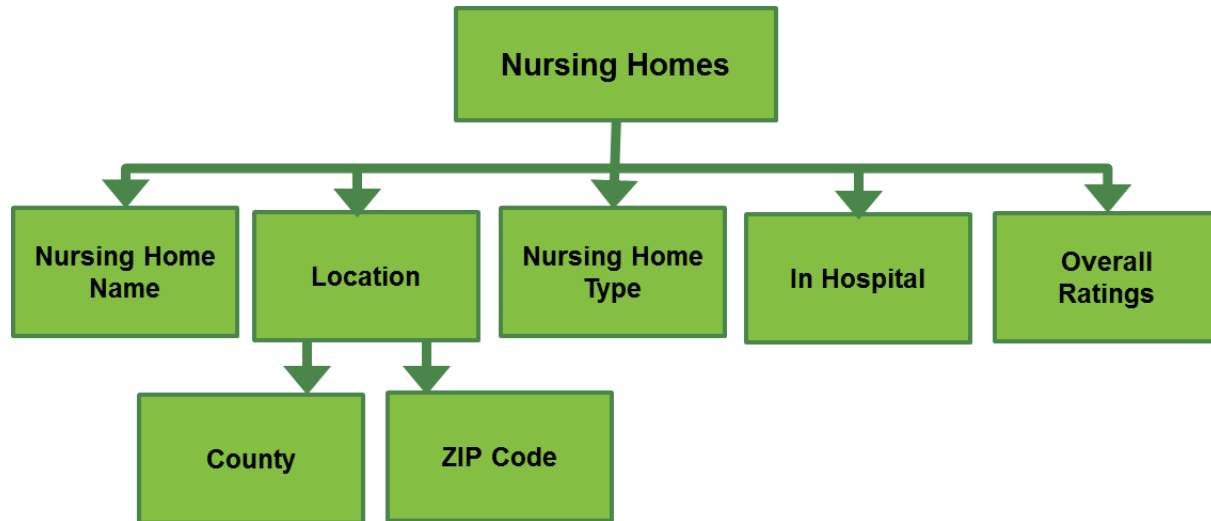 Nursing Homes
Nursing Home
Name
Location
Nursing Home
Type
In Hospital
Overall
Ratings
County
ZIP Code